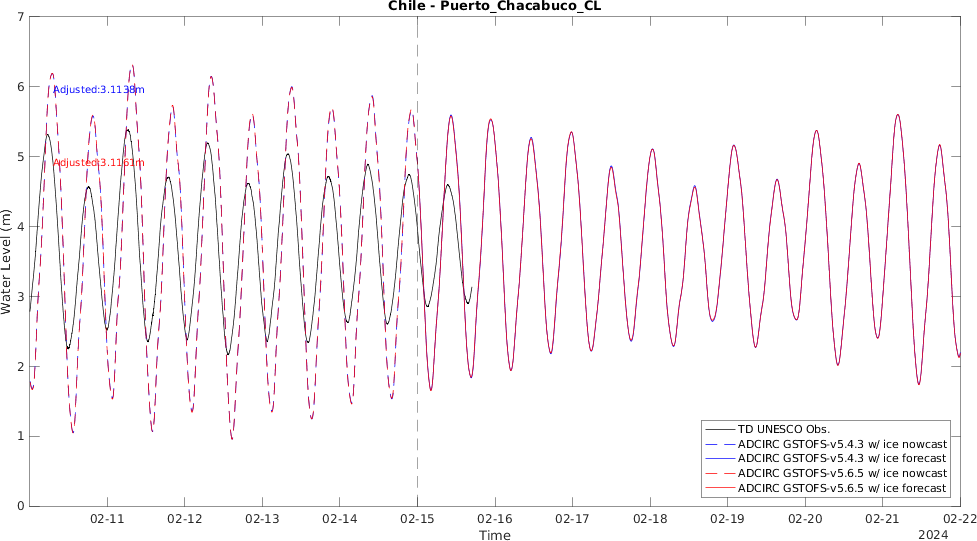 Chile - Puerto_Chacabuco_CL
7
6
5
4
3
2
1
0
Water Level (m)
Adjusted:3.1138m
Adjusted:3.1161m
TD UNESCO Obs.
ADCIRC GSTOFS-v5.4.3 w/ ice nowcast
ADCIRC GSTOFS-v5.4.3 w/ ice forecast
ADCIRC GSTOFS-v5.6.5 w/ ice nowcast
ADCIRC GSTOFS-v5.6.5 w/ ice forecast
02-11 02-12 02-13 02-14 02-15 02-16 02-17 02-18 02-19 02-20 02-21 02-22
Time 2024